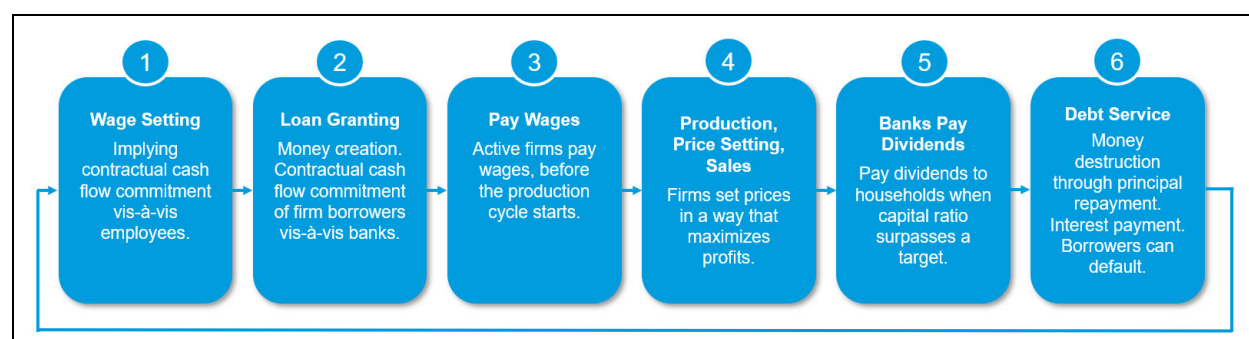 1
Wage Setting
Implying
contractual cash
flow commitment
vis-à-vis
employees.
2
Loan Granting
Money creation.
Contractual cash
flow commitment
of firm borrowers
vis-à-vis banks.
3
Pay Wages
Active firms pay
wages, before
the production
cycle starts.
4
Production,
Price Setting,
Sales
Firms set prices
in a way that
maximizes
profits.
5
Banks Pay
Dividends
Pay dividends to
households when
capital ratio
surpasses a
target.
6
Debt Service
Money
destruction
through principal
repayment.
Interest payment.
Borrowers can
default.